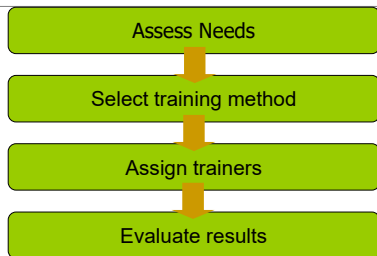 Assess Needs
Select training method
Assign trainers
Evaluate results